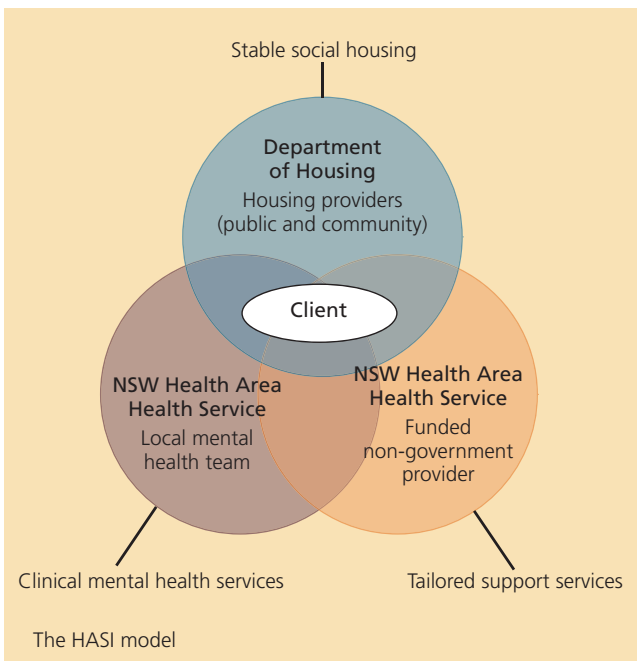 Stable social housing
Department
of Housing
Housing providers
(public and community)
Client
NSW Health Area
Health Service
Local mental
health team
NSW Health Area
Health Service
Funded
non-government
provider
Clinical mental health services
Tailored support services
The HASI model